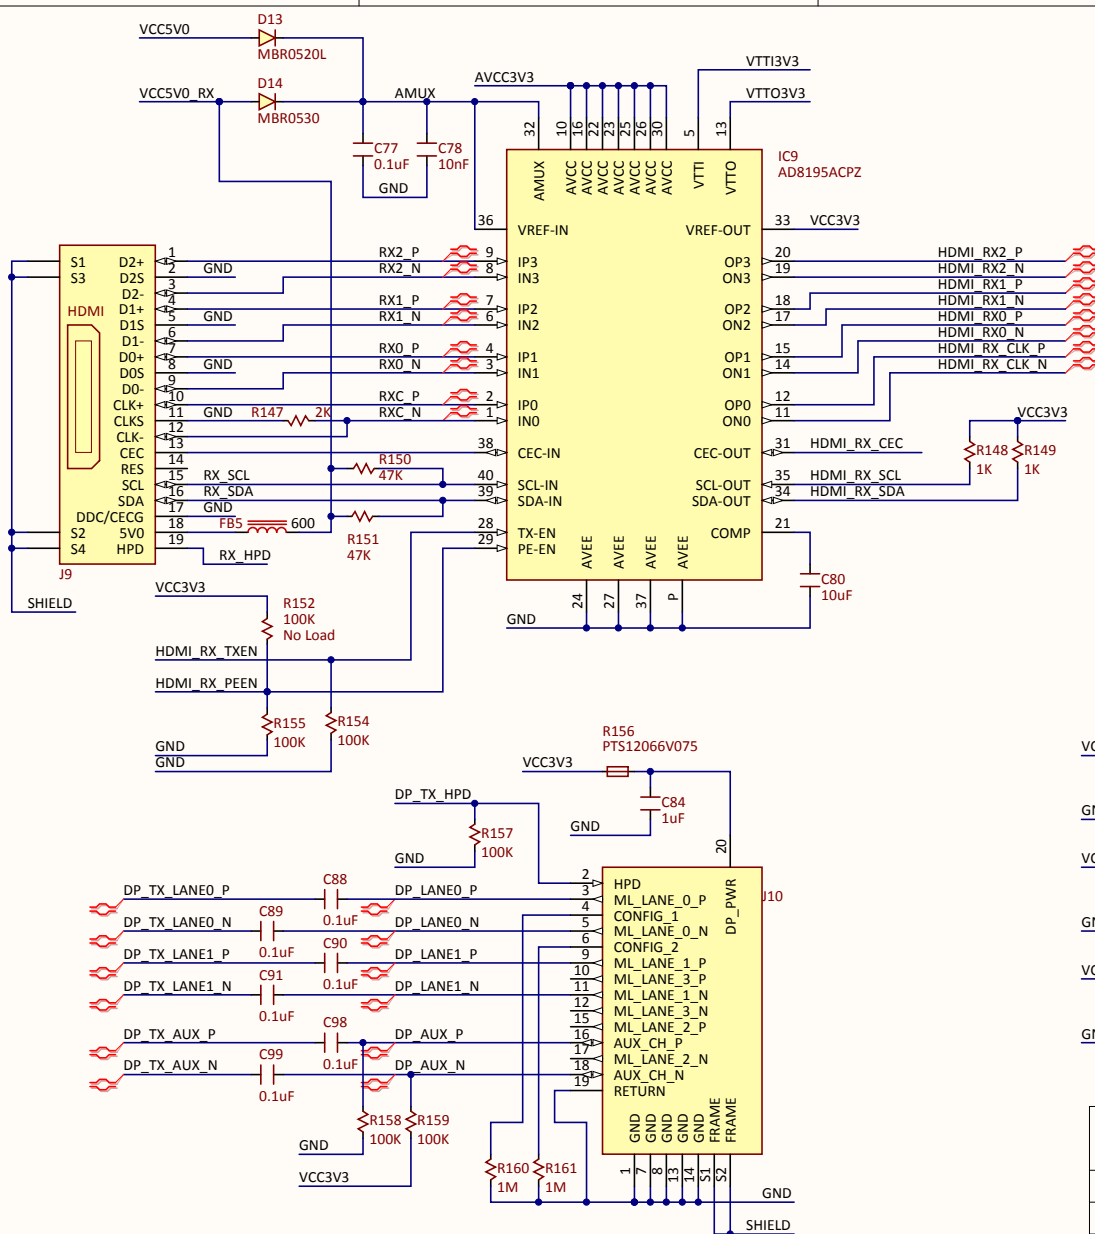 D13
VCC5V0
MBR0520L
D14
VCC5V0_RX
MBR0530
AMUX
C77
0.1uF
C78
10nF
GND
AVCC3V3
VTTI3V3
VTTO3V3
32
10
16
22
23
25
26
30
5
13
IC9
AD8195ACPZ
AMUX
AVCC
AVCC
AVCC
AVCC
AVCC
AVCC
AVCC
VTTI
VTTO
36
VREF-IN
VREF-OUT
33
VCC3V3
S1
S3
HDMI
S2
S4
J9
SHIELD
D2+
1
RX2_P
9
IP3
OP3
20
HDMI_RX2_P
D2S
2
GND
RX2_N
8
IN3
ON3
19
HDMI_RX2_N
D2-
3
HDMI_RX1_P
D1+
4
RX1_P
7
IP2
OP2
18
HDMI_RX1_N
D1S
5
GND
RX1_N
6
IN2
ON2
17
HDMI_RX0_P
D1-
6
HDMI_RX0_N
D0+
7
RX0_P
4
IP1
OP1
15
HDMI_RX_CLK_P
D0S
8
GND
RX0_N
3
IN1
ON1
14
HDMI_RX_CLK_N
D0-
9
CLK+
10
RXC_P
2
IP0
OP0
12
CLKS
11
GND
R147
2K
RXC_N
1
IN0
ON0
11
VCC3V3
CLK-
12
CEC
13
38
CEC-IN
CEC-OUT
31
HDMI_RX_CEC
R148
1K
R149
1K
RES
14
R150
47K
SCL
15
RX_SCL
40
SCL-IN
SCL-OUT
35
HDMI_RX_SCL
SDA
16
RX_SDA
39
SDA-IN
SDA-OUT
34
HDMI_RX_SDA
DDC/CECG
17
GND
5V0
18
FB5
600
28
TX-EN
COMP
21
HPD
19
RX_HPD
R151
47K
29
PE-EN
AVEE
AVEE
AVEE
AVEE
24
27
37
P
GND
C80
10uF
VCC3V3
R152
100K
No Load
HDMI_RX_TXEN
HDMI_RX_PEEN
R155
100K
R154
100K
GND
GND
R156
PTS12066V075
VCC3V3
C84
1uF
GND
20
DP_TX_HPD
R157
100K
GND
J10
DP_PWR
2
HPD
DP_TX_LANE0_P
C88
0.1uF
DP_LANE0_P
3
ML_LANE_0_P
4
CONFIG_1
DP_TX_LANE0_N
C89
0.1uF
DP_LANE0_N
5
ML_LANE_0_N
6
CONFIG_2
DP_TX_LANE1_P
C90
0.1uF
DP_LANE1_P
9
ML_LANE_1_P
10
ML_LANE_3_P
DP_TX_LANE1_N
C91
0.1uF
DP_LANE1_N
11
ML_LANE_1_N
12
ML_LANE_3_N
15
ML_LANE_2_P
DP_TX_AUX_P
C98
0.1uF
DP_AUX_P
16
AUX_CH_P
17
ML_LANE_2_N
DP_TX_AUX_N
C99
0.1uF
DP_AUX_N
18
AUX_CH_N
19
RETURN
R158
100K
R159
100K
GND
VCC3V3
R160
1M
R161
1M
GND
GND
GND
GND
GND
FRAME
FRAME
1
7
8
13
14
S1
S2
GND
SHIELD